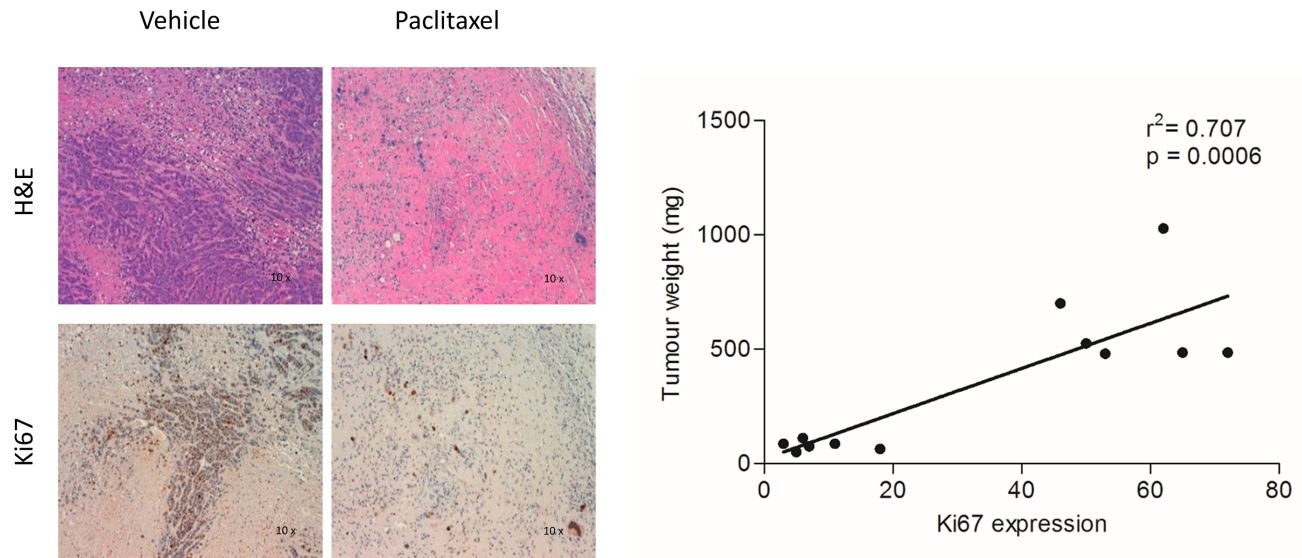 Vehicle
Paclitaxel
H&E
10 x
10 x
Ki67
10 x
10 x
r²= 0.707
p = 0.0006
Tumour weight (mg)
1500
1000
500
0
0 20 40 60 80
Ki67 expression